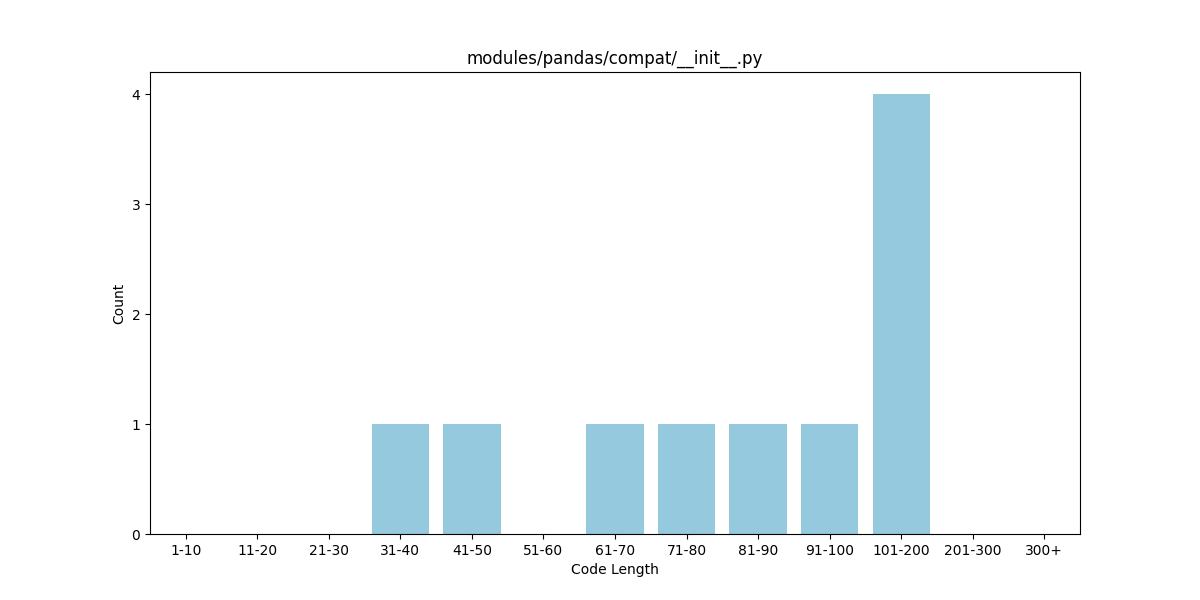 modules/pandas/compat/__init__.py
4
3
2
1
0
Count
1-10 11-20 21-30 31-40 41-50 51-60 61-70 71-80 81-90 91-100 101-200 201-300 300+
Code Length